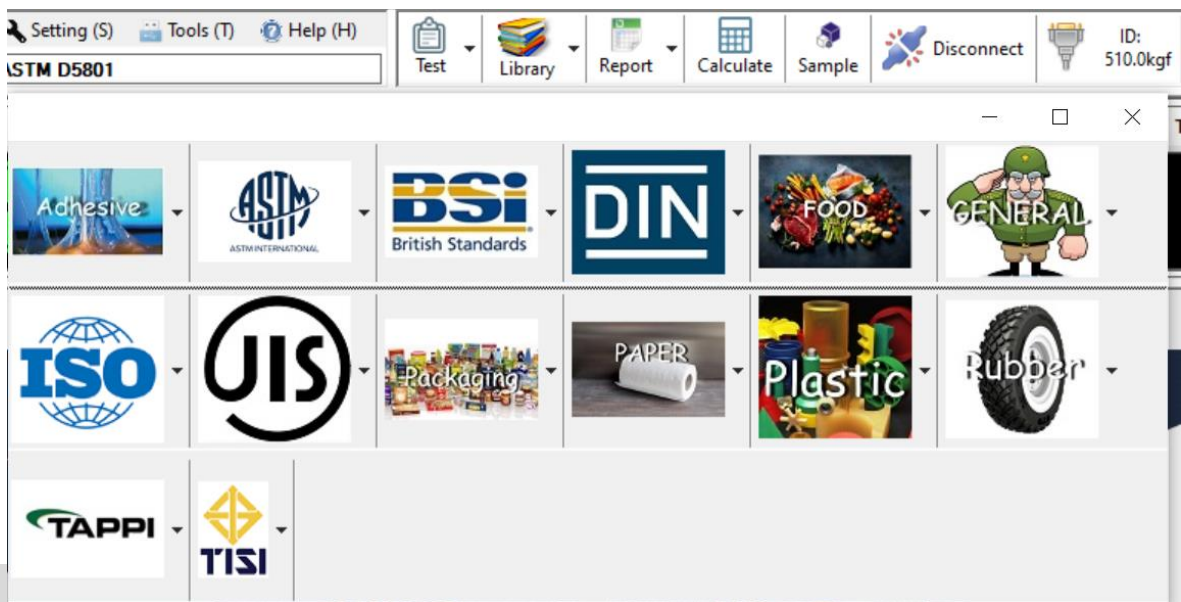 Setting (S) Tools (T) Help (H)
ASTM D5801
Test
Library
Report
Calculate
Sample
Disconnect
ID:
510.0kgf
Adhesive
ASTM
ASTM INTERNATIONAL
BSi
British Standards
DIN
FOOD
GENERAL
ISO
JIS
Packaging
PAPER
Plastic
Rubber
TAPPI
TISI